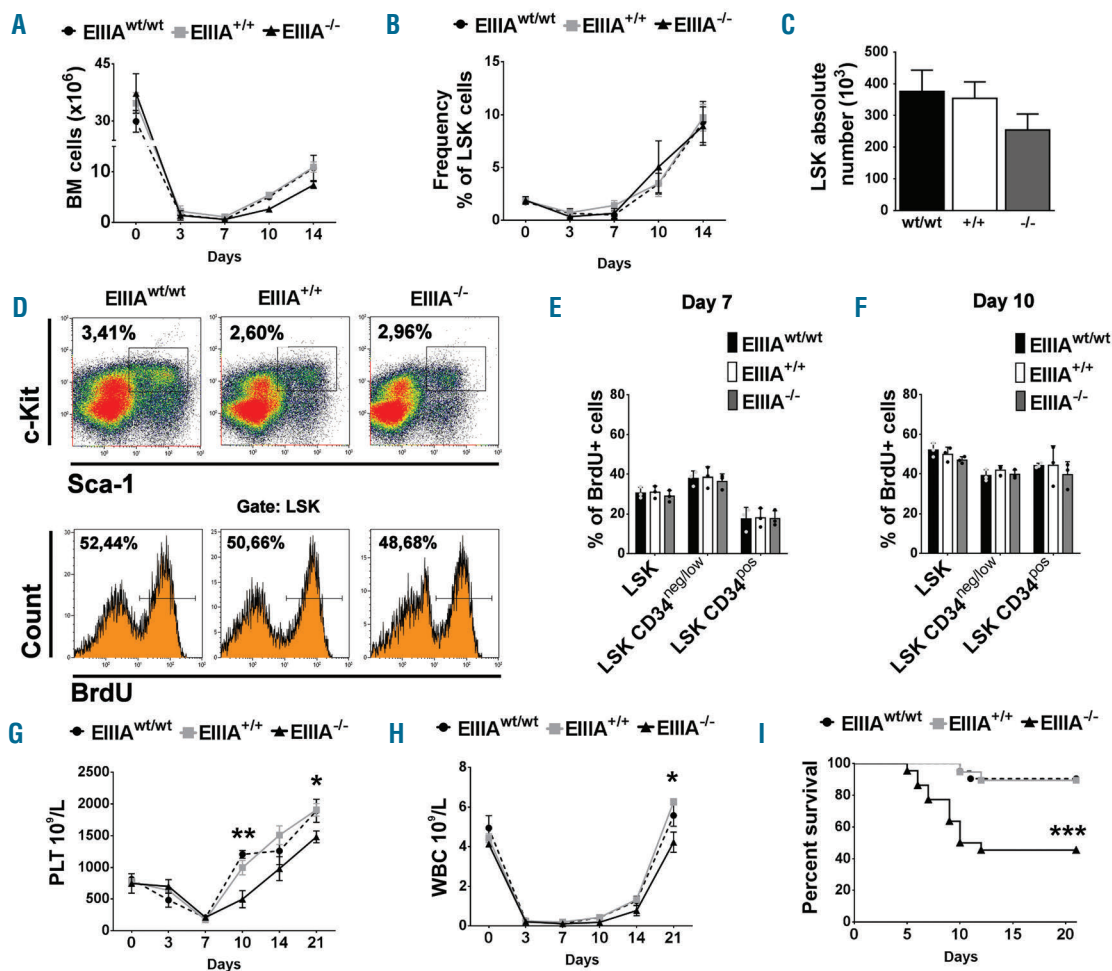 A
EIIIA^wt/wt EIIIA^+/+ EIIIA^-/-
BM cells (x10^6)
45
30
10
0
0 3 7 10 14
Days
B
EIIIA^wt/wt EIIIA^+/+ EIIIA^-/-
Frequency
% of LSK cells
15
10
5
0
0 3 7 10 14
Days
C
LSK absolute
number (10^3)
500
400
300
200
100
0
wt/wt +/+ -/-
D
EIIIA^wt/wt EIIIA^+/+ EIIIA^-/-
3,41% 2,60% 2,96%
c-Kit
Sca-1
Gate: LSK
52,44% 50,66% 48,68%
Count
BrdU
E
Day 7
EIIIA^wt/wt
EIIIA^+/+
EIIIA^-/-
% of BrdU+ cells
80
60
40
20
0
LSK
LSK CD34^neg/low
LSK CD34^pos
F
Day 10
EIIIA^wt/wt
EIIIA^+/+
EIIIA^-/-
% of BrdU+ cells
80
60
40
20
0
LSK
LSK CD34^neg/low
LSK CD34^pos
G
EIIIA^wt/wt EIIIA^+/+ EIIIA^-/-
PLT 10^9/L
2500
2000
1500
1000
500
0
**
*
0 3 7 10 14 21
Days
H
EIIIA^wt/wt EIIIA^+/+ EIIIA^-/-
WBC 10^9/L
8
6
4
2
0
*
0 3 7 10 14 21
Days
I
EIIIA^wt/wt EIIIA^+/+ EIIIA^-/-
Percent survival
100
80
60
40
20
0
***
0 5 10 15 20
Days